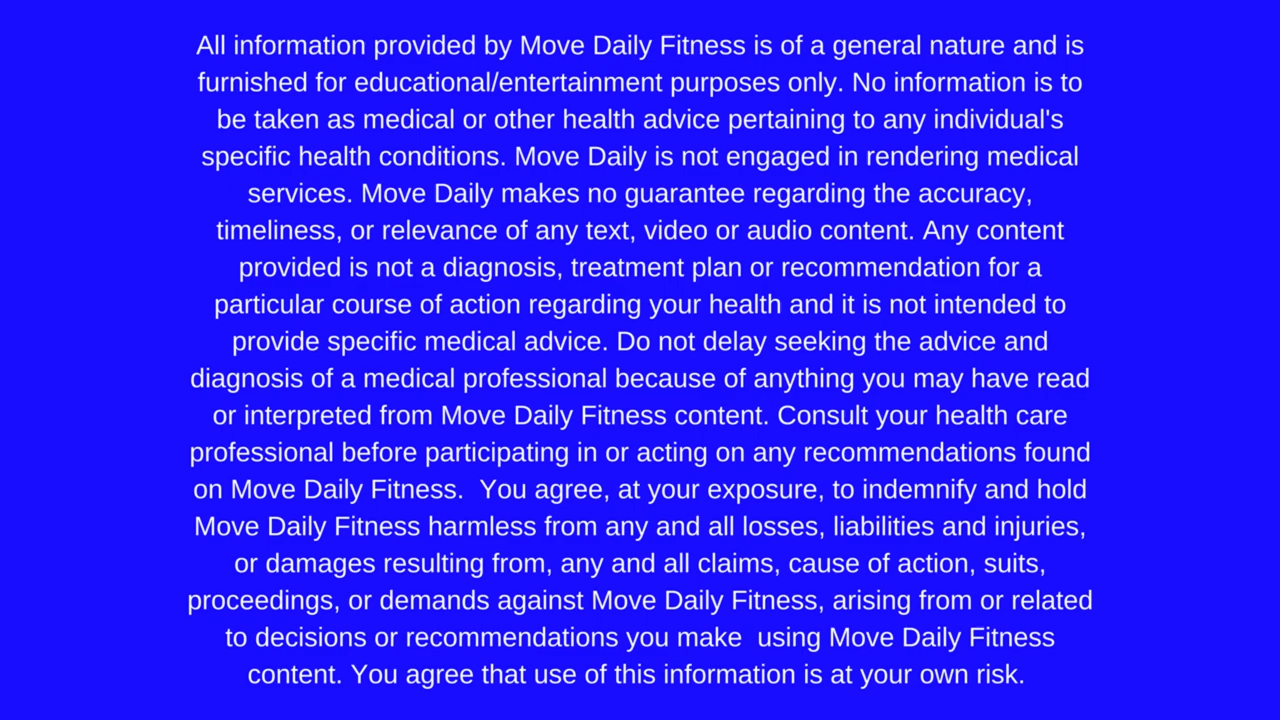 All information provided by Move Daily Fitness is of a general nature and is
furnished for educational/entertainment purposes only. No information is to
be taken as medical or other health advice pertaining to any individual's
specific health conditions. Move Daily is not engaged in rendering medical
services. Move Daily makes no guarantee regarding the accuracy,
timeliness, or relevance of any text, video or audio content. Any content
provided is not a diagnosis, treatment plan or recommendation for a
particular course of action regarding your health and it is not intended to
provide specific medical advice. Do not delay seeking the advice and
diagnosis of a medical professional because of anything you may have read
or interpreted from Move Daily Fitness content. Consult your health care
professional before participating in or acting on any recommendations found
on Move Daily Fitness.  You agree, at your exposure, to indemnify and hold
Move Daily Fitness harmless from any and all losses, liabilities and injuries,
or damages resulting from, any and all claims, cause of action, suits,
proceedings, or demands against Move Daily Fitness, arising from or related
to decisions or recommendations you make  using Move Daily Fitness
content. You agree that use of this information is at your own risk.